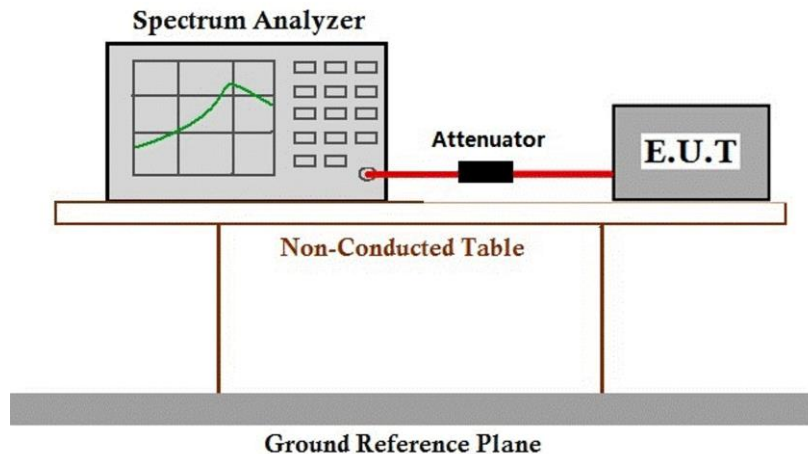 Spectrum Analyzer
Attenuator
E.U.T
Non-Conducted Table
Ground Reference Plane